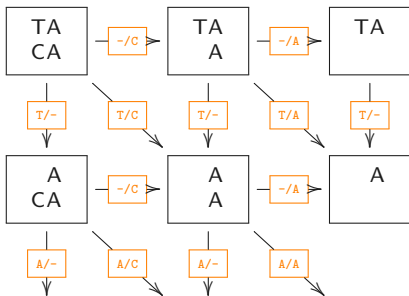 TA TA TA
CA -/C A -/A
T/- T/C T/- T/A T/-
A A A
CA -/C A -/A
A/- A/C A/- A/A